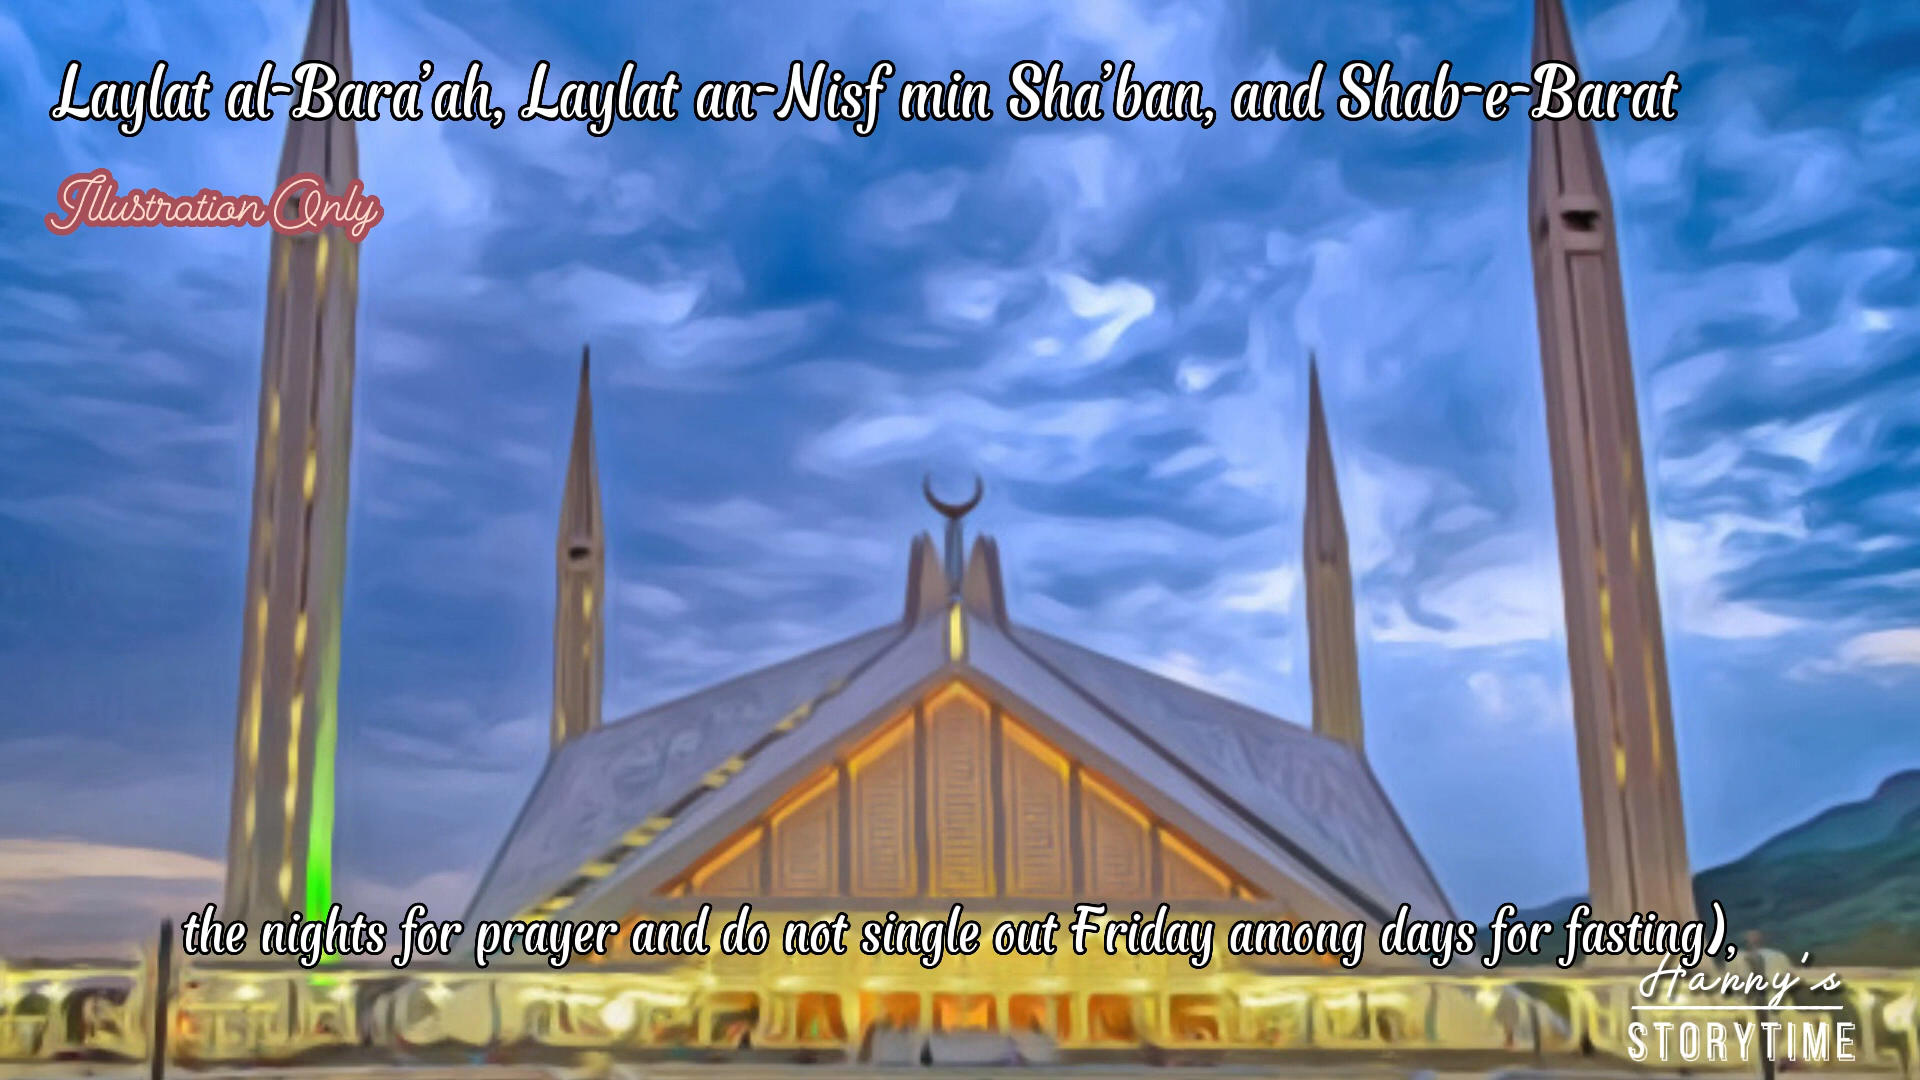 Laylat al-Bara’ah, Laylat an-Nisf min Sha’ban, and Shab-e-Barat
Illustration Only
the nights for prayer and do not single out Friday among days for fasting),
Hanny's
STORYTIME